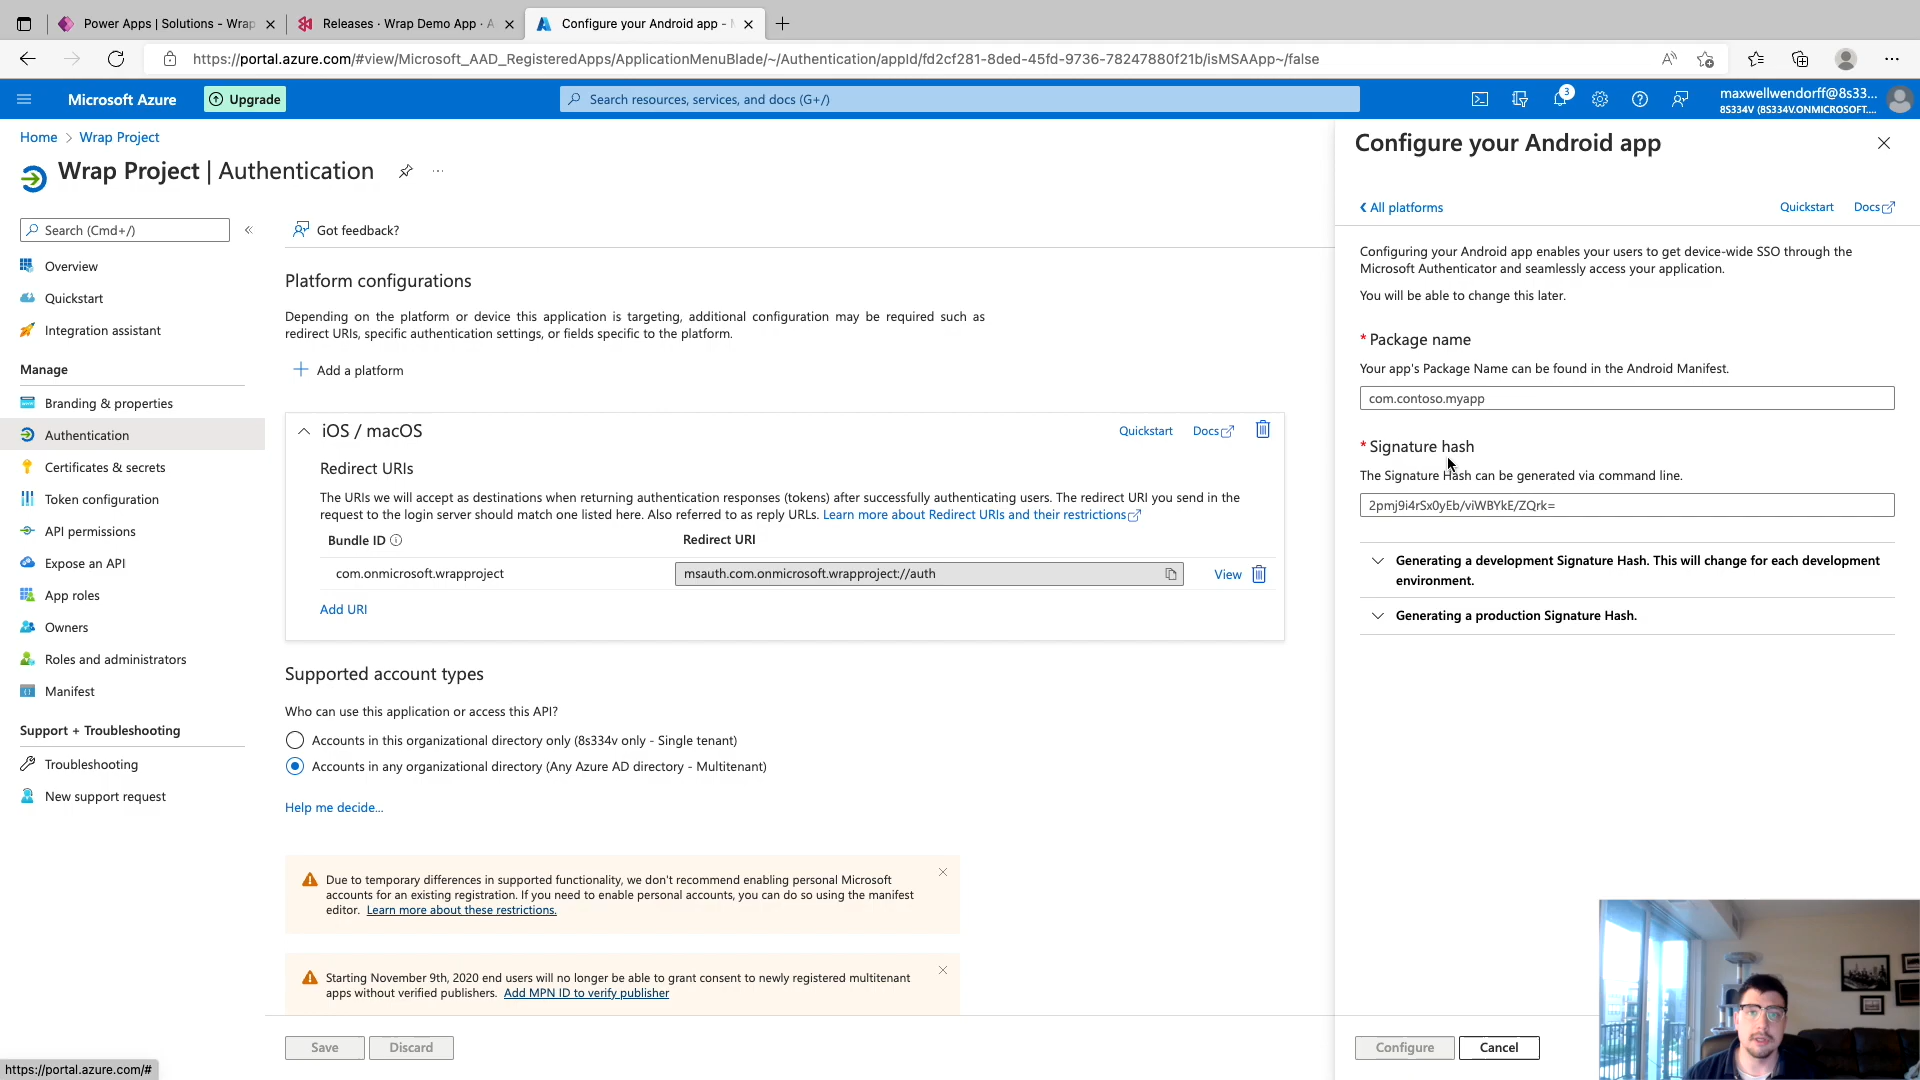 Power Apps | Solutions - Wrap
Releases · Wrap Demo App · A
Configure your Android app - M
https://portal.azure.com/#view/Microsoft_AAD_RegisteredApps/ApplicationMenuBlade/~/Authentication/appId/fd2cf281-8ded-45fd-9736-78247880f21b/isMSAApp~/false
Microsoft Azure
Upgrade
Search resources, services, and docs (G+/)
3
maxwellwendorff@8s33...
8S334V (8S334V.ONMICROSOFT....
Home > Wrap Project
Wrap Project | Authentication
Search (Cmd+/)
Overview
Quickstart
Integration assistant
Manage
Branding & properties
Authentication
Certificates & secrets
Token configuration
API permissions
Expose an API
App roles
Owners
Roles and administrators
Manifest
Support + Troubleshooting
Troubleshooting
New support request
Got feedback?
Platform configurations
Depending on the platform or device this application is targeting, additional configuration may be required such as
redirect URIs, specific authentication settings, or fields specific to the platform.
Add a platform
iOS / macOS
Quickstart
Docs
Redirect URIs
The URIs we will accept as destinations when returning authentication responses (tokens) after successfully authenticating users. The redirect URI you send in the
request to the login server should match one listed here. Also referred to as reply URLs. Learn more about Redirect URIs and their restrictions
Bundle ID
Redirect URI
com.onmicrosoft.wrapproject
msauth.com.onmicrosoft.wrapproject://auth
View
Add URI
Supported account types
Who can use this application or access this API?
Accounts in this organizational directory only (8s334v only - Single tenant)
Accounts in any organizational directory (Any Azure AD directory - Multitenant)
Help me decide...
Due to temporary differences in supported functionality, we don't recommend enabling personal Microsoft
accounts for an existing registration. If you need to enable personal accounts, you can do so using the manifest
editor. Learn more about these restrictions.
Starting November 9th, 2020 end users will no longer be able to grant consent to newly registered multitenant
apps without verified publishers. Add MPN ID to verify publisher
Save
Discard
https://portal.azure.com/#
Configure your Android app
All platforms
Quickstart
Docs
Configuring your Android app enables your users to get device-wide SSO through the
Microsoft Authenticator and seamlessly access your application.
You will be able to change this later.
* Package name
Your app's Package Name can be found in the Android Manifest.
com.contoso.myapp
* Signature hash
The Signature Hash can be generated via command line.
2pmj9i4rSx0yEb/viWBYkE/ZQrk=
Generating a development Signature Hash. This will change for each development
environment.
Generating a production Signature Hash.
Configure
Cancel